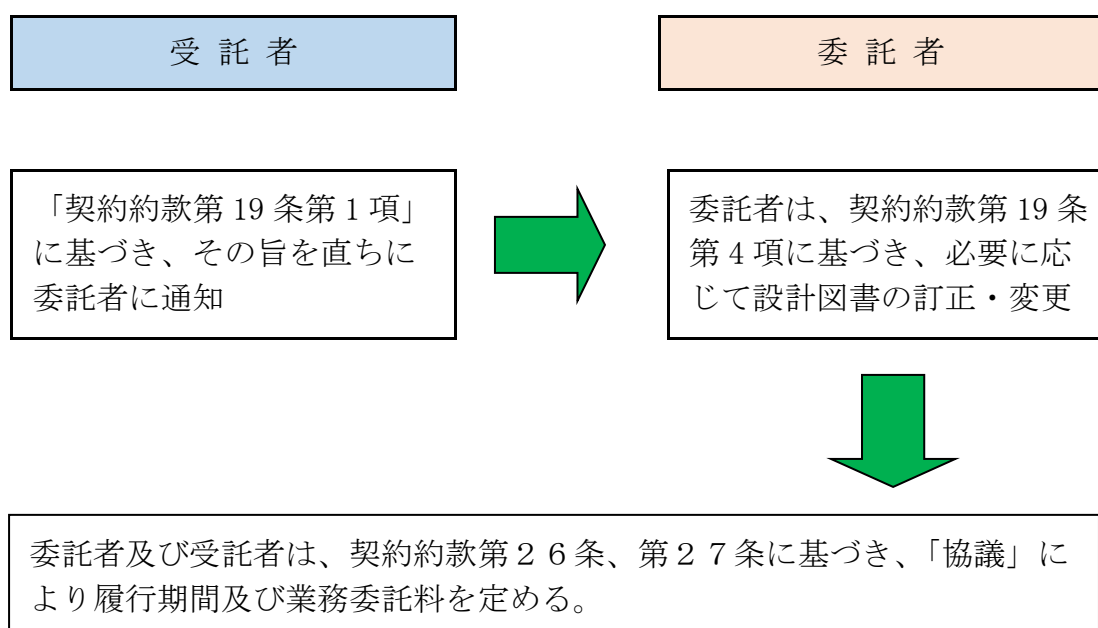 受 託 者
委 託 者
「契約約款第 19 条第 1 項」
に基づき、その旨を直ちに
委託者に通知
委託者は、契約約款第 19 条
第 4 項に基づき、必要に応
じて設計図書の訂正・変更
委託者及び受託者は、契約約款第２６条、第２７条に基づき、「協議」に
より履行期間及び業務委託料を定める。